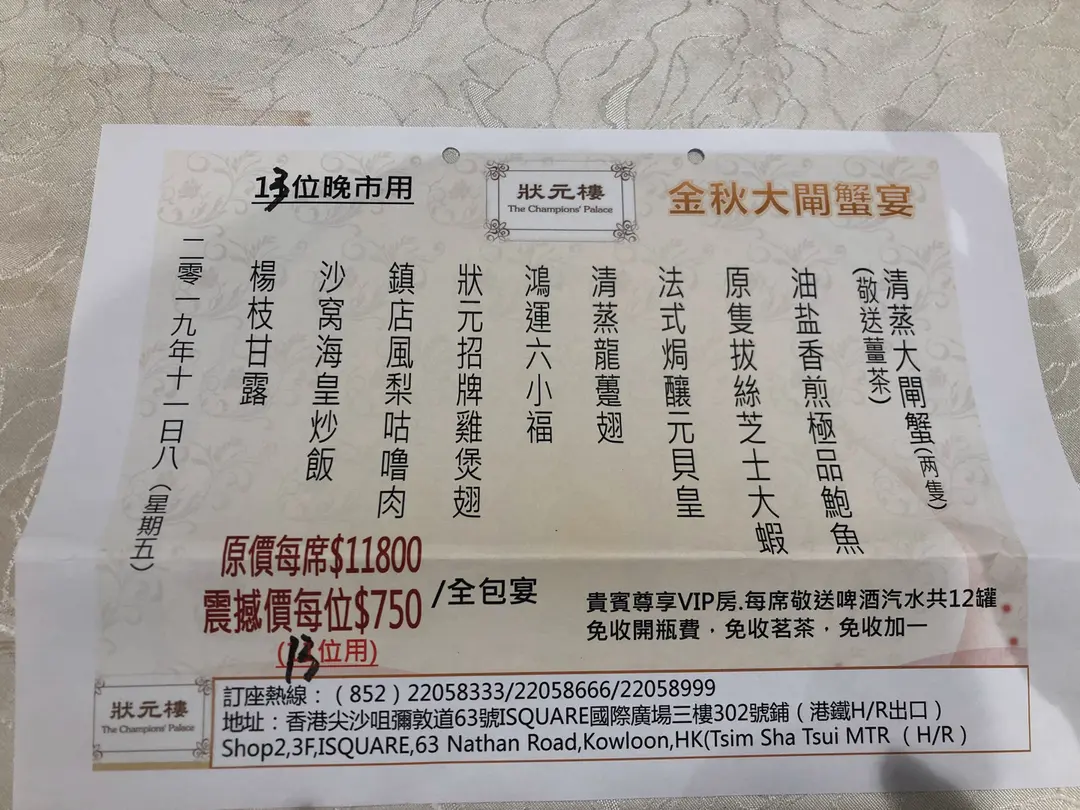 13位晚市用
狀元樓
The Champions' Palace
金秋大閘蟹宴
清蒸大閘蟹(两隻)
(敬送薑茶)
油盐香煎極品鮑魚
原隻拔絲芝士大蝦
法式焗釀元貝皇
清蒸龍躉翅
鴻運六小福
狀元招牌雞煲翅
鎮店風梨咕嚕肉
沙窝海皇炒飯
楊枝甘露
二零一九年十一日八(星期五)
原價每席$11800
震撼價每位$750
/全包宴
(13位用)
貴賓尊享VIP房.每席敬送啤酒汽水共12罐
免收開瓶費，免收茗茶，免收加一
狀元樓
The Champions' Palace
訂座熱線：（852）22058333/22058666/22058999
地址：香港尖沙咀彌敦道63號ISQUARE國際廣場三樓302號鋪（港鐵H/R出口）
Shop2,3F,ISQUARE,63 Nathan Road,Kowloon,HK(Tsim Sha Tsui MTR （H/R）